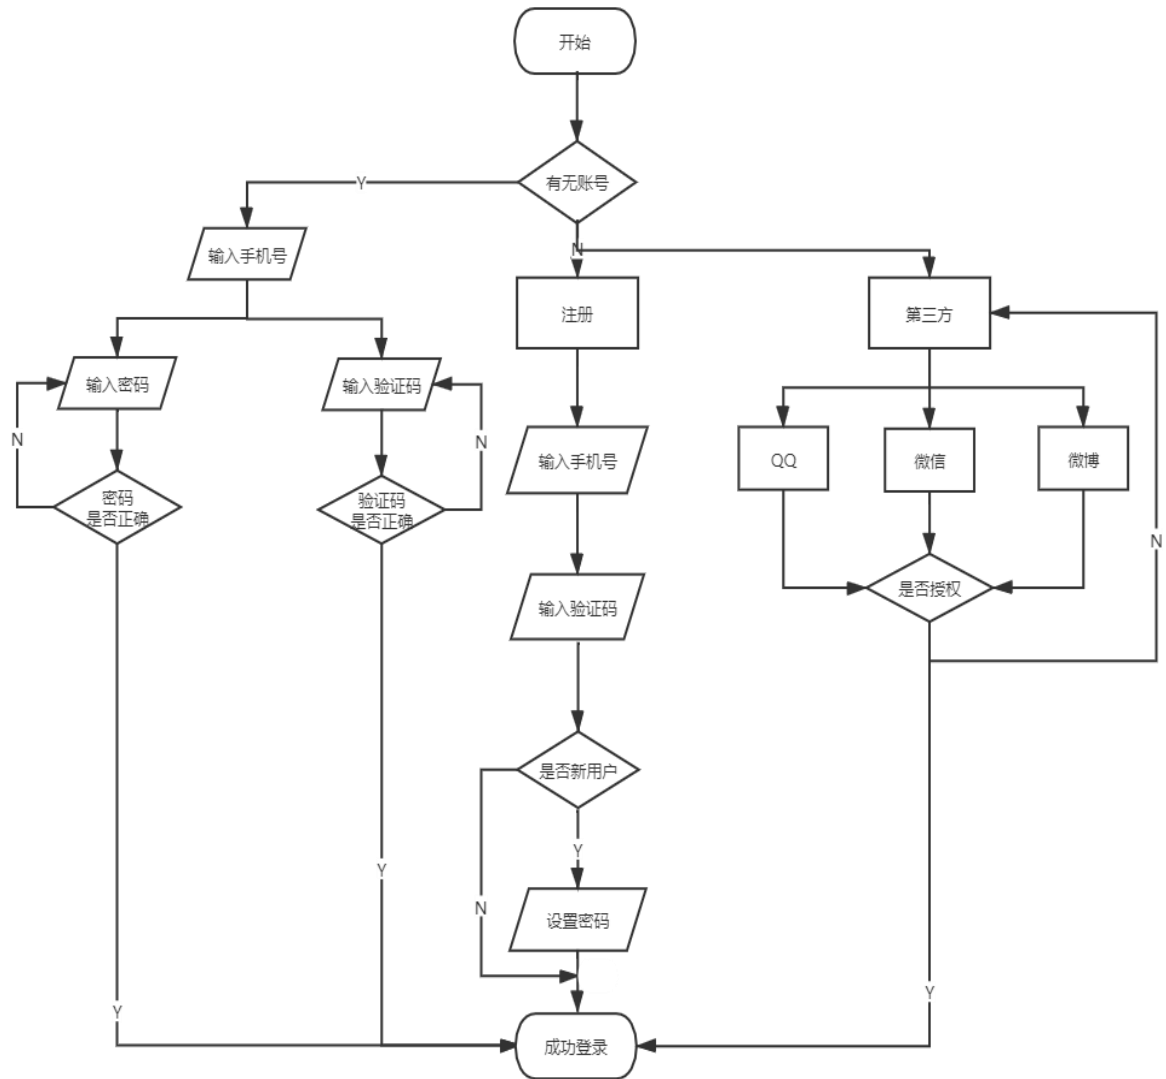 开始
有无账号
Y
N
输入手机号
注册
第三方
输入密码
输入验证码
N
N
QQ
微信
微博
输入手机号
密码
是否正确
验证码
是否正确
N
是否授权
输入验证码
是否新用户
Y
Y
N
设置密码
Y
Y
成功登录